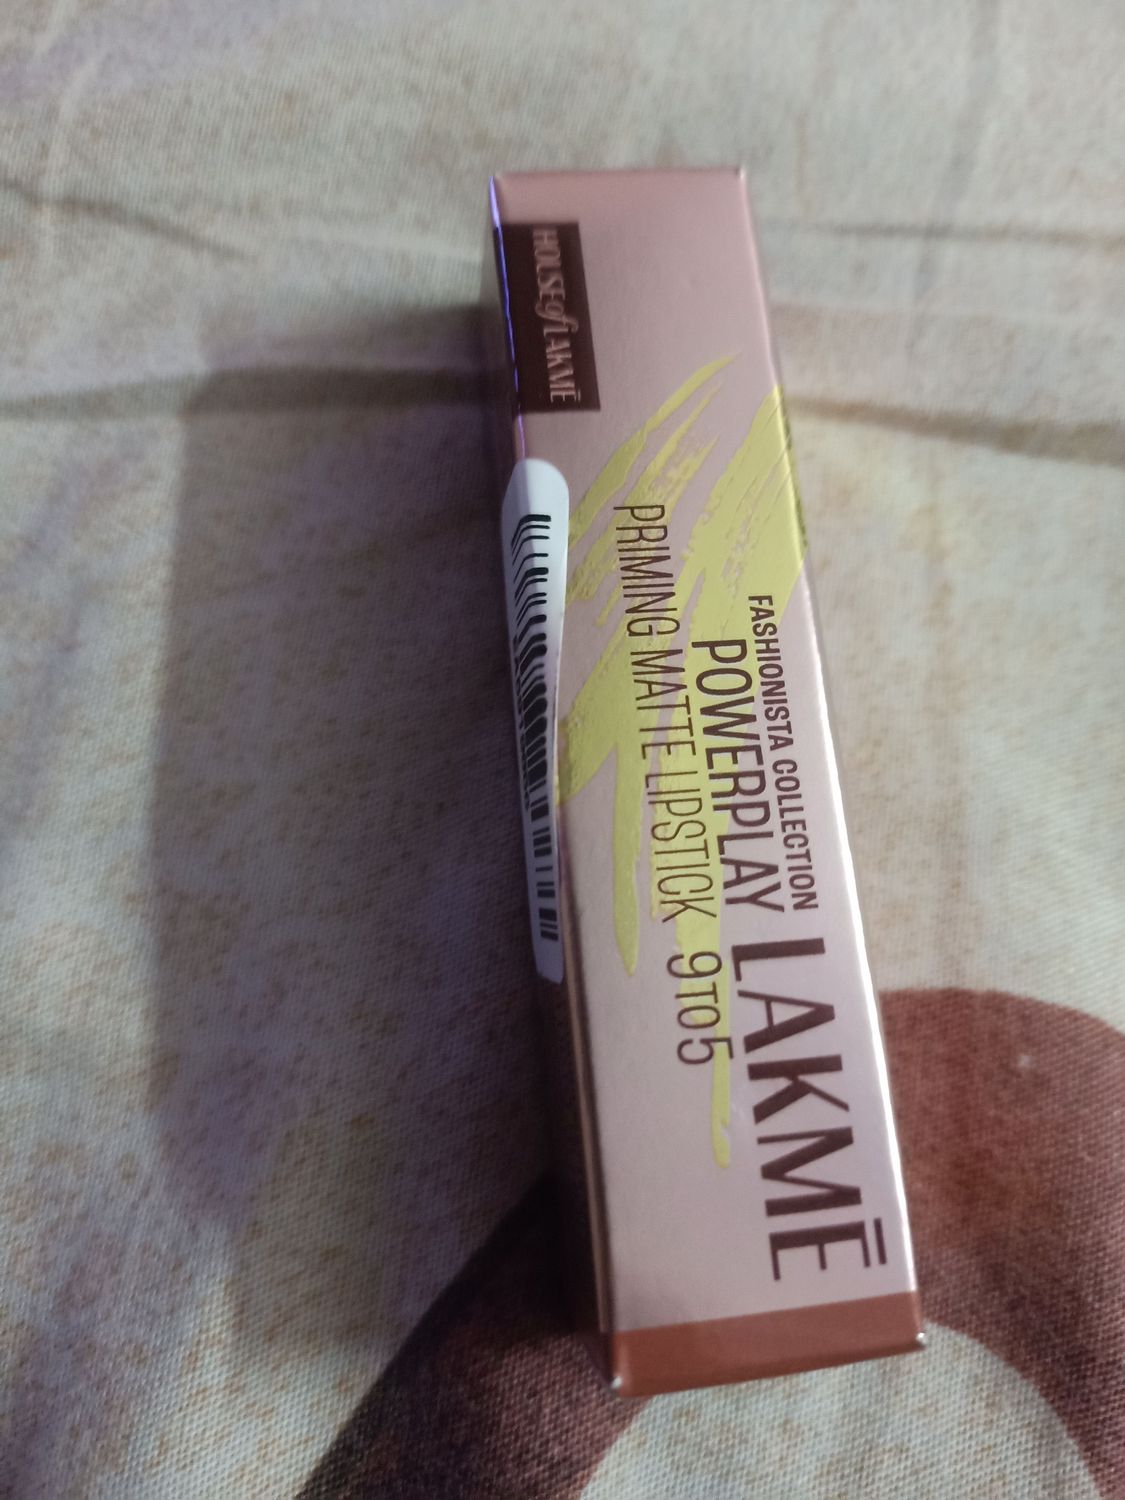 HOUSE of LAKMĒ
LAKMĒ
FASHIONISTA COLLECTION
POWERPLAY
PRIMING MATTE LIPSTICK 9TO5